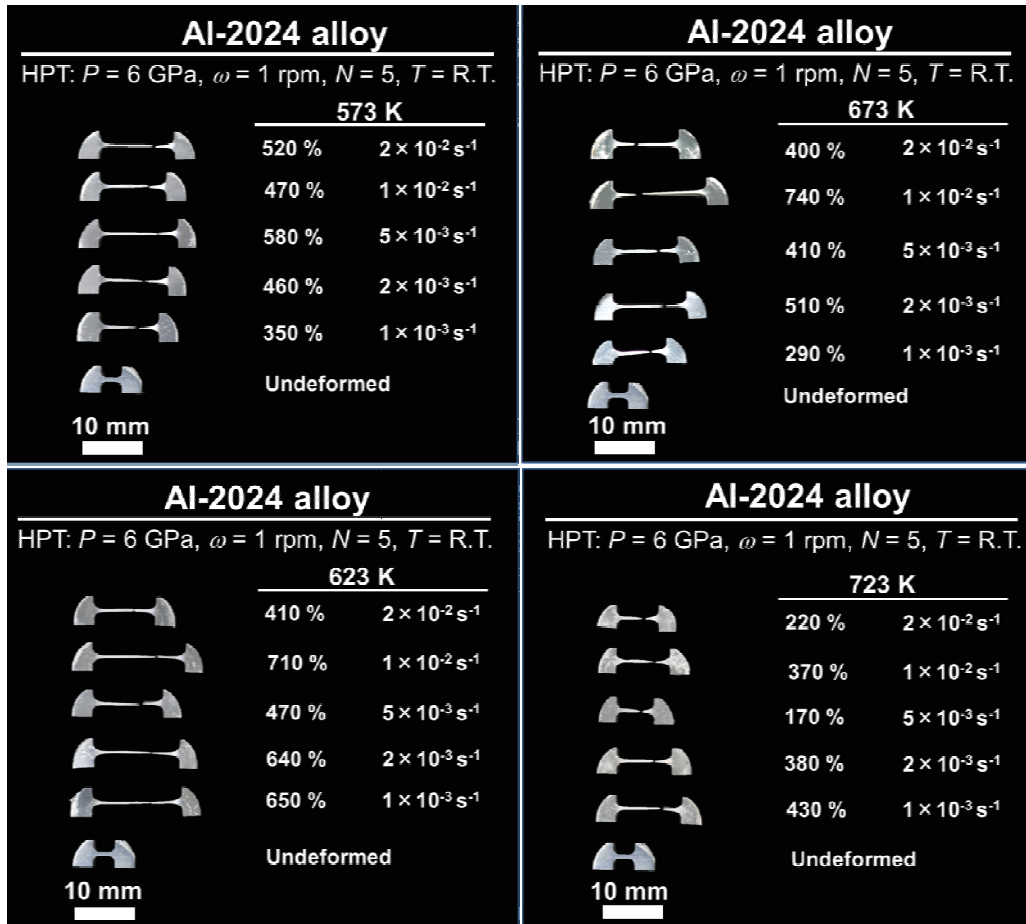 Al-2024 alloy
HPT: P = 6 GPa, ω = 1 rpm, N = 5, T = R.T.
573 K
520 % 2 × 10⁻² s⁻¹
470 % 1 × 10⁻² s⁻¹
580 % 5 × 10⁻³ s⁻¹
460 % 2 × 10⁻³ s⁻¹
350 % 1 × 10⁻³ s⁻¹
Undeformed
10 mm
Al-2024 alloy
HPT: P = 6 GPa, ω = 1 rpm, N = 5, T = R.T.
673 K
400 % 2 × 10⁻² s⁻¹
740 % 1 × 10⁻² s⁻¹
410 % 5 × 10⁻³ s⁻¹
510 % 2 × 10⁻³ s⁻¹
290 % 1 × 10⁻³ s⁻¹
Undeformed
10 mm
Al-2024 alloy
HPT: P = 6 GPa, ω = 1 rpm, N = 5, T = R.T.
623 K
410 % 2 × 10⁻² s⁻¹
710 % 1 × 10⁻² s⁻¹
470 % 5 × 10⁻³ s⁻¹
640 % 2 × 10⁻³ s⁻¹
650 % 1 × 10⁻³ s⁻¹
Undeformed
10 mm
Al-2024 alloy
HPT: P = 6 GPa, ω = 1 rpm, N = 5, T = R.T.
723 K
220 % 2 × 10⁻² s⁻¹
370 % 1 × 10⁻² s⁻¹
170 % 5 × 10⁻³ s⁻¹
380 % 2 × 10⁻³ s⁻¹
430 % 1 × 10⁻³ s⁻¹
Undeformed
10 mm